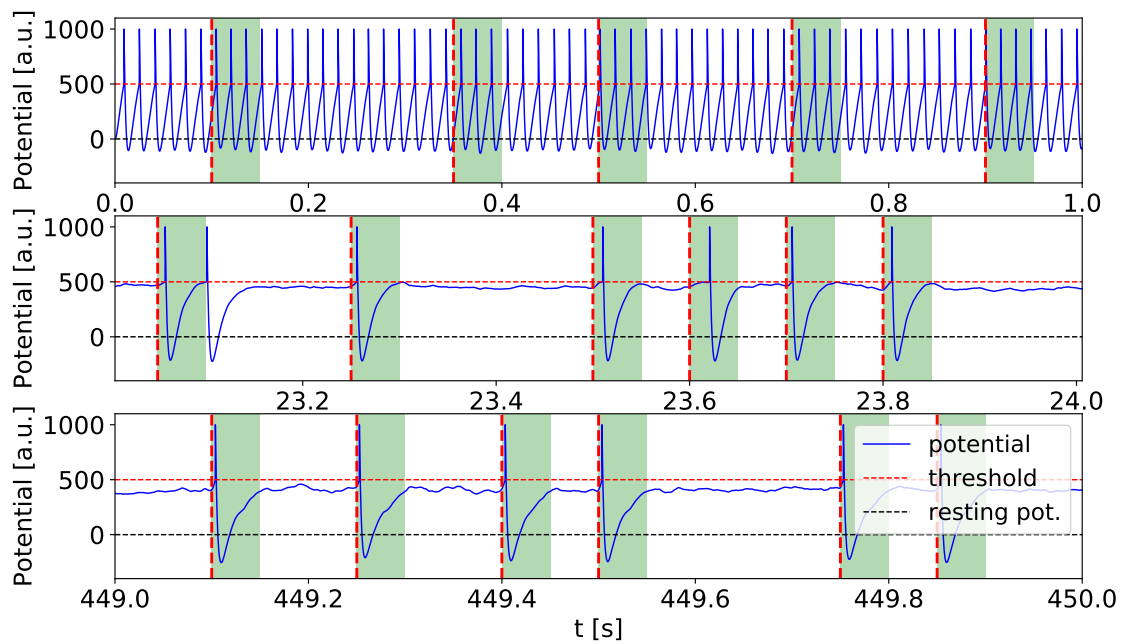 Potential [a.u.]
1000
500
0
0.0 0.2 0.4 0.6 0.8 1.0
Potential [a.u.]
1000
500
0
23.2 23.4 23.6 23.8 24.0
Potential [a.u.]
1000
500
0
potential
threshold
resting pot.
449.0 449.2 449.4 449.6 449.8 450.0
t [s]